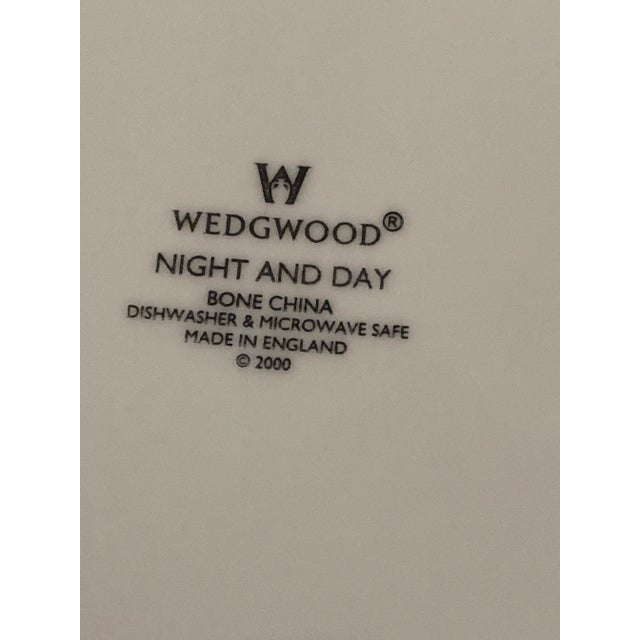 W
WEDGWOOD®
NIGHT AND DAY
BONE CHINA
DISHWASHER & MICROWAVE SAFE
MADE IN ENGLAND
© 2000